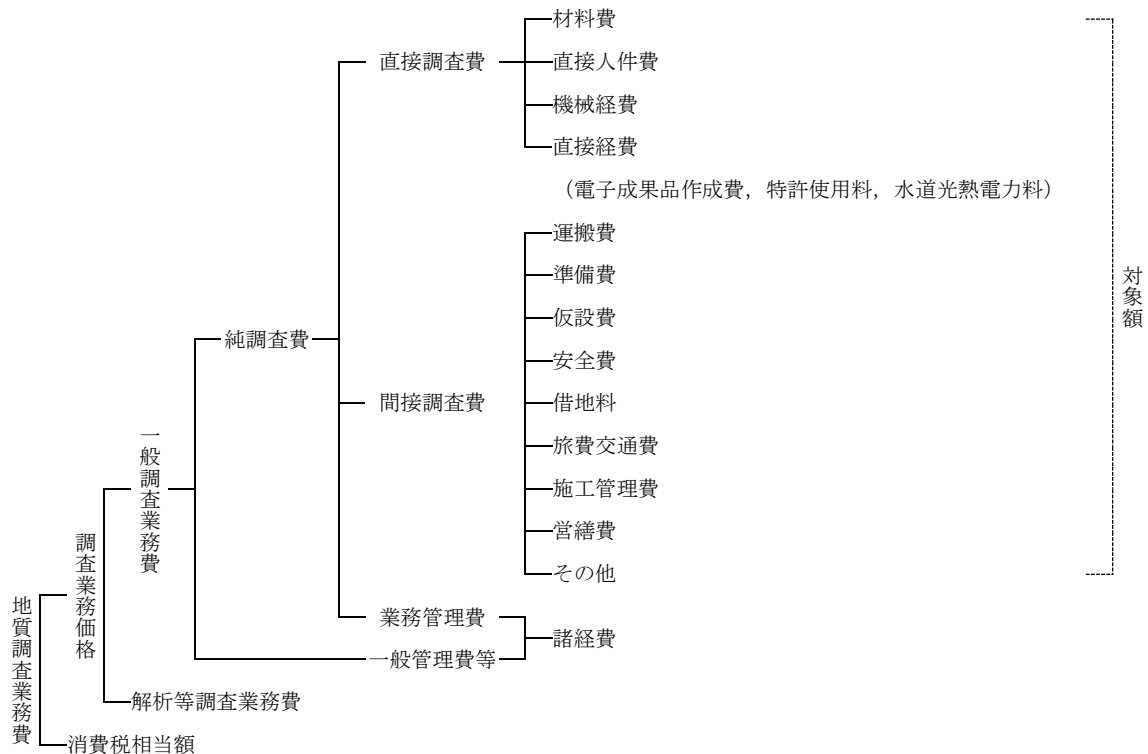 材料費
直接調査費
直接人件費
機械経費
直接経費
（電子成果品作成費，特許使用料，水道光熱電力料）
運搬費
準備費
仮設費
対象額
純調査費
安全費
間接調査費
借地料
旅費交通費
一般調査業務費
施工管理費
営繕費
その他
調査業務価格
業務管理費
諸経費
一般管理費等
地質調査業務費
解析等調査業務費
消費税相当額